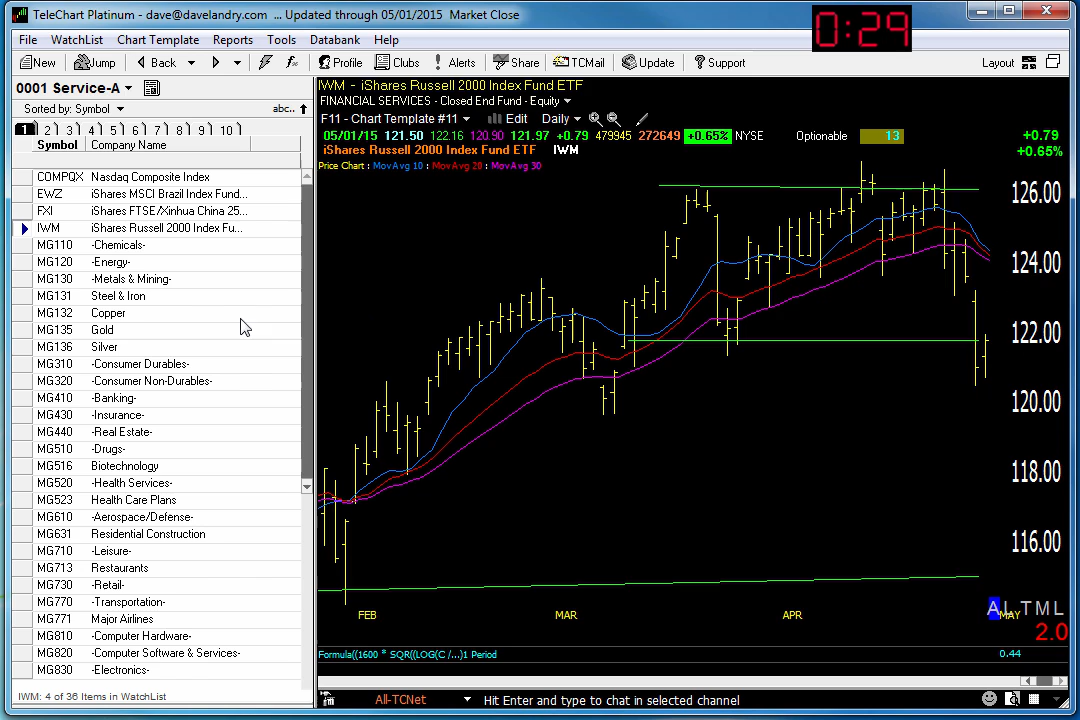 TeleChart Platinum - dave@davelandry.com ... Updated through 05/01/2015 Market Close
0:29
File WatchList Chart Template Reports Tools Databank Help
New Jump Back Profile Clubs Alerts Share TCMail Update Support Layout
0001 Service-A
Sorted by: Symbol abc..
1 2 3 4 5 6 7 8 9 10
Symbol Company Name
COMPQX Nasdaq Composite Index
EWZ iShares MSCI Brazil Index Fund...
FXI iShares FTSE/Xinhua China 25...
IWM iShares Russell 2000 Index Fu...
MG110 -Chemicals-
MG120 -Energy-
MG130 -Metals & Mining-
MG131 Steel & Iron
MG132 Copper
MG135 Gold
MG136 Silver
MG310 -Consumer Durables-
MG320 -Consumer Non-Durables-
MG410 -Banking-
MG430 -Insurance-
MG440 -Real Estate-
MG510 -Drugs-
MG516 Biotechnology
MG520 -Health Services-
MG523 Health Care Plans
MG610 -Aerospace/Defense-
MG631 Residential Construction
MG710 -Leisure-
MG713 Restaurants
MG730 -Retail-
MG770 -Transportation-
MG771 Major Airlines
MG810 -Computer Hardware-
MG820 -Computer Software & Services-
MG830 -Electronics-
IWM: 4 of 36 Items in WatchList
IWM - iShares Russell 2000 Index Fund ETF
FINANCIAL SERVICES - Closed End Fund - Equity
F11 - Chart Template #11 Edit Daily
05/01/15 121.50 122.16 120.90 121.97 +0.79 479945 272649 +0.65% NYSE Optionable 13 +0.79
iShares Russell 2000 Index Fund ETF IWM +0.65%
Price Chart : MovAvg 10 : MovAvg 20 : MovAvg 30
126.00
124.00
122.00
120.00
118.00
116.00
A L T M L
FEB MAR APR MAY
2.0
Formula((1600 * SQR((LOG(C /...)1 Period 0.44
All-TCNet Hit Enter and type to chat in selected channel